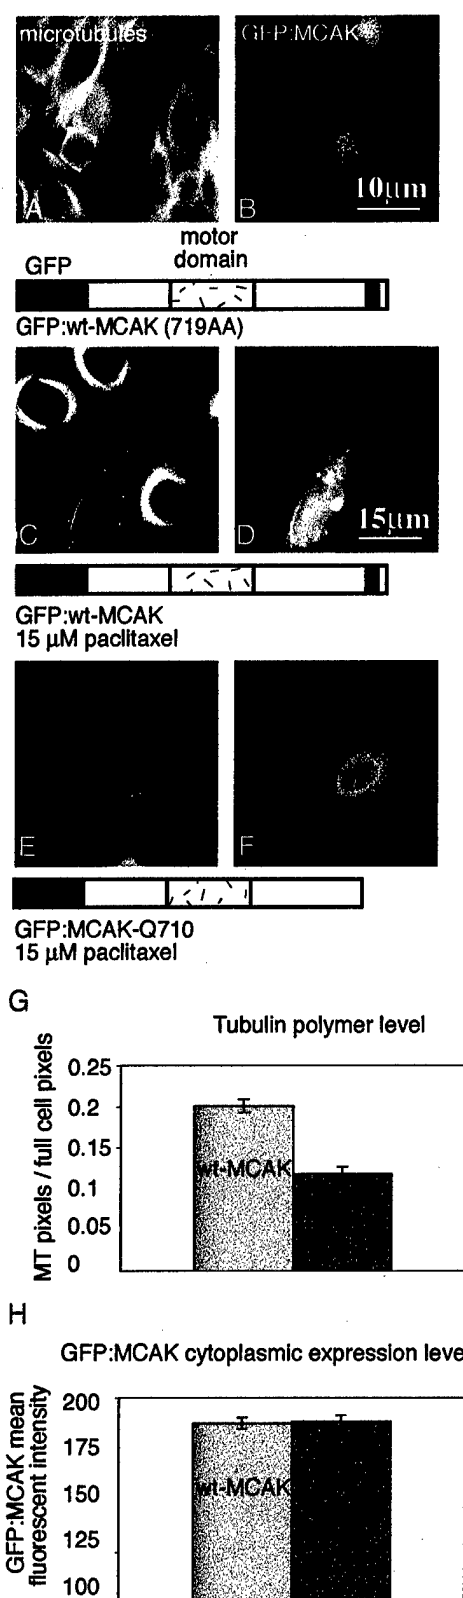 microtubules
GFP:MCAK
A
B
10µm
motor
domain
GFP
GFP:wt-MCAK (719AA)
C
D
15µm
GFP:wt-MCAK
15 µM paclitaxel
E
F
GFP:MCAK-Q710
15 µM paclitaxel
G
Tubulin polymer level
MT pixels / full cell pixels
0.25
0.2
0.15
0.1
0.05
0
wt-MCAK
H
GFP:MCAK cytoplasmic expression leve
GFP:MCAK mean
fluorescent intensity
200
175
150
125
100
wt-MCAK